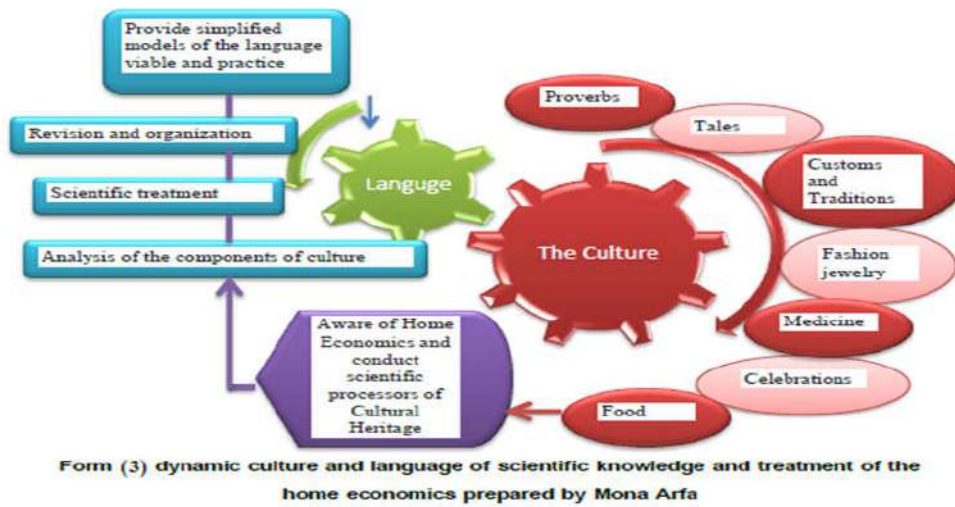 Provide simplified
models of the language
viable and practice
Revision and organization
Scientific treatment
Analysis of the components of culture
Languge
The Culture
Proverbs
Tales
Customs
and
Traditions
Fashion
jewelry
Medicine
Celebrations
Food
Aware of Home
Economics and
conduct
scientific
processors of
Cultural
Heritage
Form (3) dynamic culture and language of scientific knowledge and treatment of the
home economics prepared by Mona Arfa